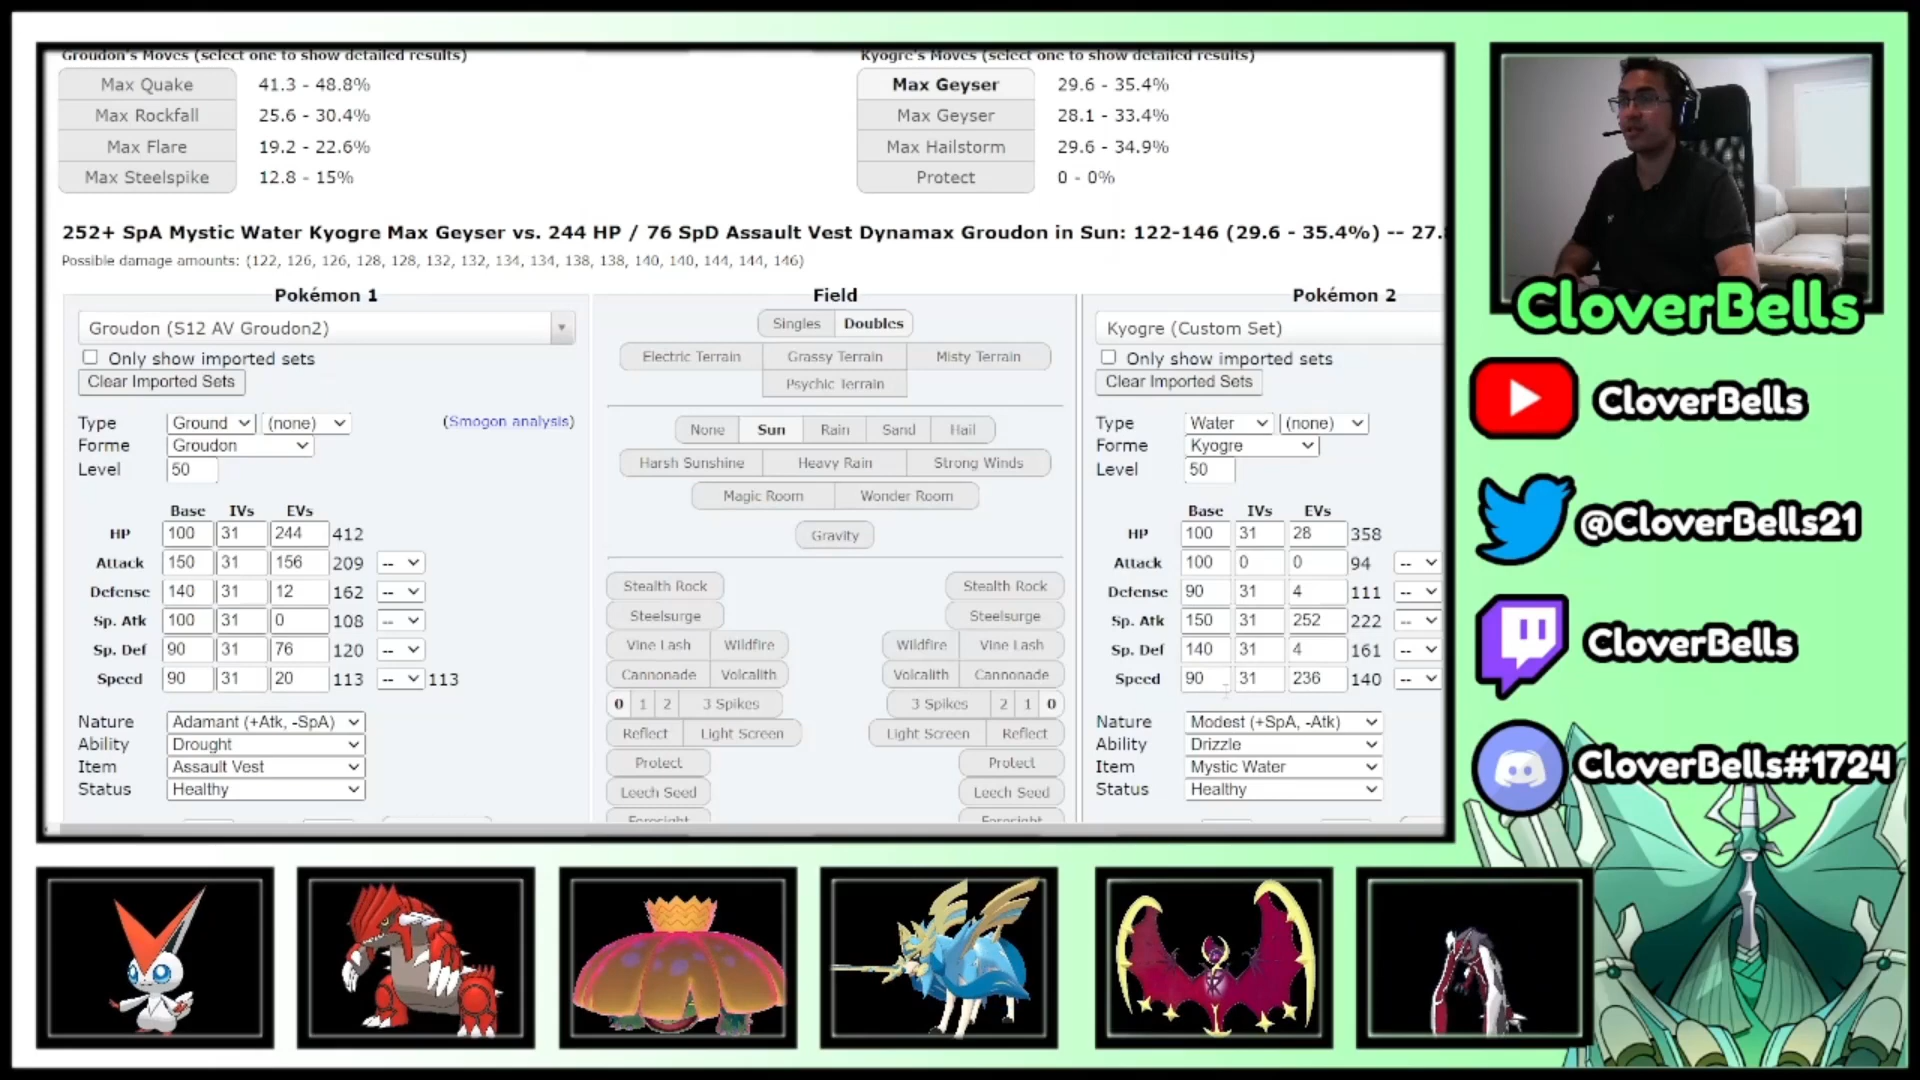 Groudon's Moves (select one to show detailed results)
Max Quake 41.3 - 48.8%
Max Rockfall 25.6 - 30.4%
Max Flare 19.2 - 22.6%
Max Steelspike 12.8 - 15%
Kyogre's Moves (select one to show detailed results)
Max Geyser 29.6 - 35.4%
Max Geyser 28.1 - 33.4%
Max Hailstorm 29.6 - 34.9%
Protect 0 - 0%
252+ SpA Mystic Water Kyogre Max Geyser vs. 244 HP / 76 SpD Assault Vest Dynamax Groudon in Sun: 122-146 (29.6 - 35.4%) --
Possible damage amounts: (122, 126, 126, 128, 128, 132, 132, 134, 134, 138, 138, 140, 140, 144, 144, 146)
Pokémon 1
Groudon (S12 AV Groudon2)
Only show imported sets
Clear Imported Sets
Type Ground (none) (Smogon analysis)
Forme Groudon
Level 50
Base IVs EVs
HP 100 31 244 412
Attack 150 31 156 209 --
Defense 140 31 12 162 --
Sp. Atk 100 31 0 108 --
Sp. Def 90 31 76 120 --
Speed 90 31 20 113 -- 113
Nature Adamant (+Atk, -SpA)
Ability Drought
Item Assault Vest
Status Healthy
Field
Singles Doubles
Electric Terrain Grassy Terrain Misty Terrain
Psychic Terrain
None Sun Rain Sand Hail
Harsh Sunshine Heavy Rain Strong Winds
Magic Room Wonder Room
Gravity
Stealth Rock Stealth Rock
Steelsurge Steelsurge
Vine Lash Wildfire Wildfire Vine Lash
Cannonade Volcalith Volcalith Cannonade
0 1 2 3 Spikes 3 Spikes 2 1 0
Reflect Light Screen Light Screen Reflect
Protect Protect
Leech Seed Leech Seed
Foresight Foresight
Pokémon 2
Kyogre (Custom Set)
Only show imported sets
Clear Imported Sets
Type Water (none)
Forme Kyogre
Level 50
Base IVs EVs
HP 100 31 28 358
Attack 100 0 0 94 --
Defense 90 31 4 111 --
Sp. Atk 150 31 252 222 --
Sp. Def 140 31 4 161 --
Speed 90 31 236 140 --
Nature Modest (+SpA, -Atk)
Ability Drizzle
Item Mystic Water
Status Healthy
CloverBells
CloverBells
@CloverBells21
CloverBells
CloverBells#1724